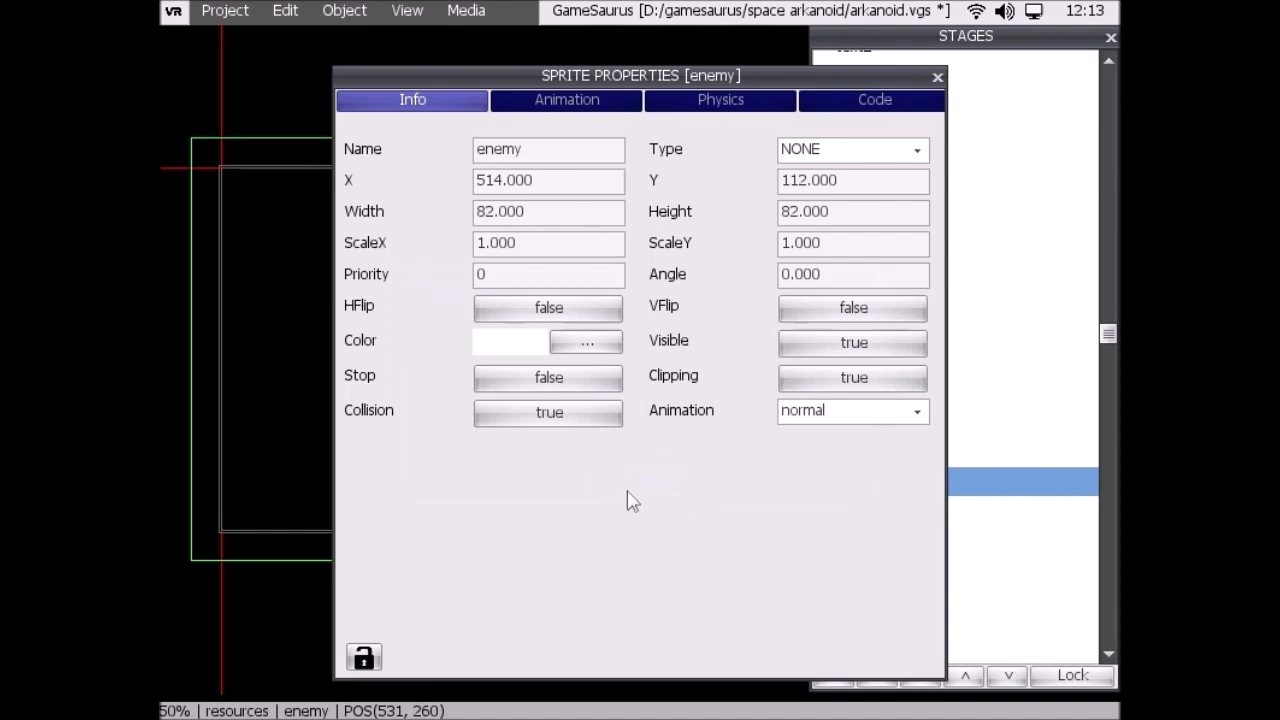 VR Project Edit Object View Media GameSaurus [D:/gamesaurus/space arkanoid/arkanoid.vgs *] 12:13
STAGES x
SPRITE PROPERTIES [enemy] x
Info Animation Physics Code
Name enemy Type NONE
X 514.000 Y 112.000
Width 82.000 Height 82.000
ScaleX 1.000 ScaleY 1.000
Priority 0 Angle 0.000
HFlip false VFlip false
Color ... Visible true
Stop false Clipping true
Collision true Animation normal
ʌ v Lock
50% | resources | enemy | POS(531, 260)